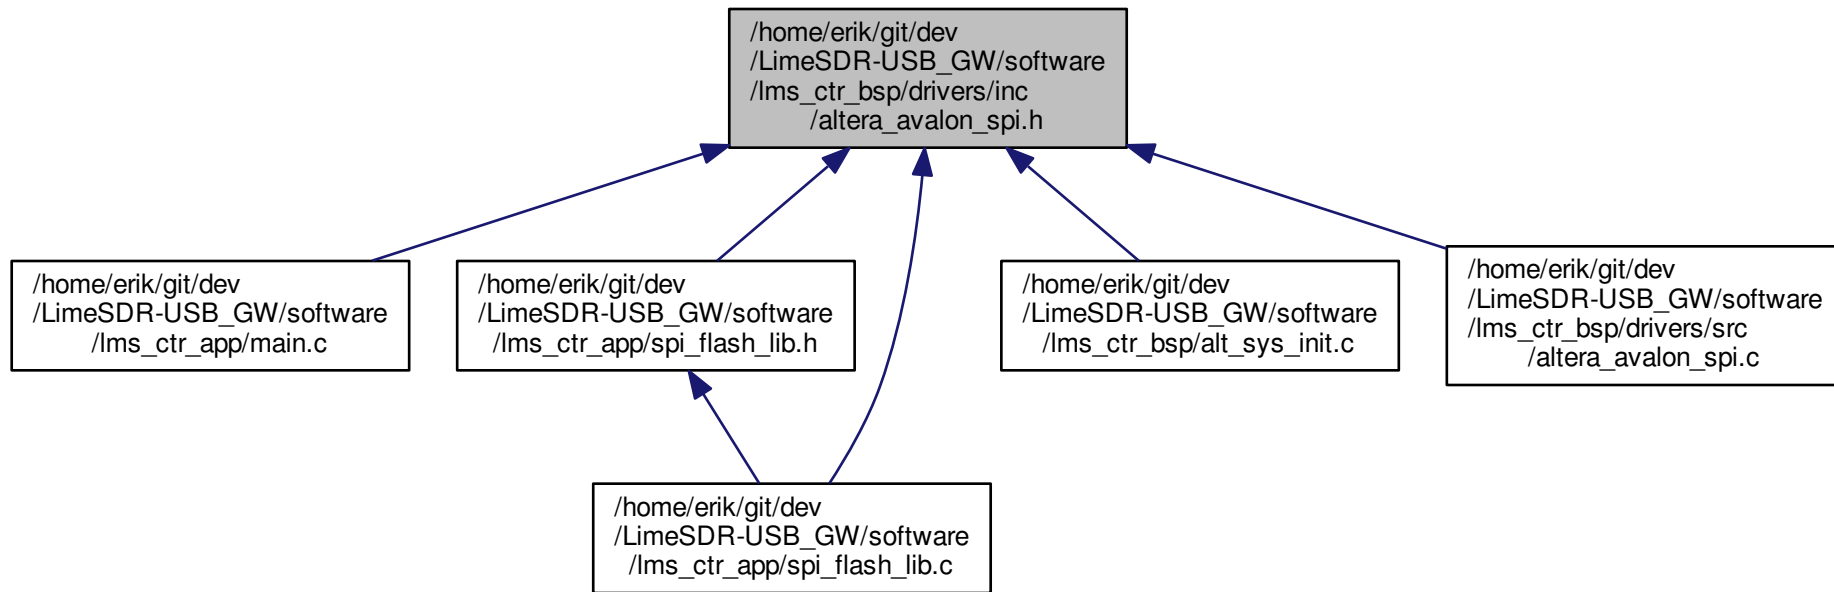 /home/erik/git/dev
/LimeSDR-USB_GW/software
/lms_ctr_bsp/drivers/inc
/altera_avalon_spi.h
/home/erik/git/dev
/LimeSDR-USB_GW/software
/lms_ctr_app/main.c
/home/erik/git/dev
/LimeSDR-USB_GW/software
/lms_ctr_app/spi_flash_lib.h
/home/erik/git/dev
/LimeSDR-USB_GW/software
/lms_ctr_bsp/alt_sys_init.c
/home/erik/git/dev
/LimeSDR-USB_GW/software
/lms_ctr_bsp/drivers/src
/altera_avalon_spi.c
/home/erik/git/dev
/LimeSDR-USB_GW/software
/lms_ctr_app/spi_flash_lib.c